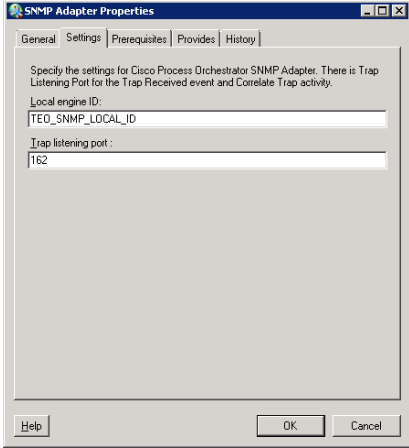 SNMP Adapter Properties
General Settings Prerequisites Provides History
Specify the settings for Cisco Process Orchestrator SNMP Adapter. There is Trap
Listening Port for the Trap Received event and Correlate Trap activity.
Local engine ID:
TEO_SNMP_LOCAL_ID
Trap listening port :
162
Help OK Cancel